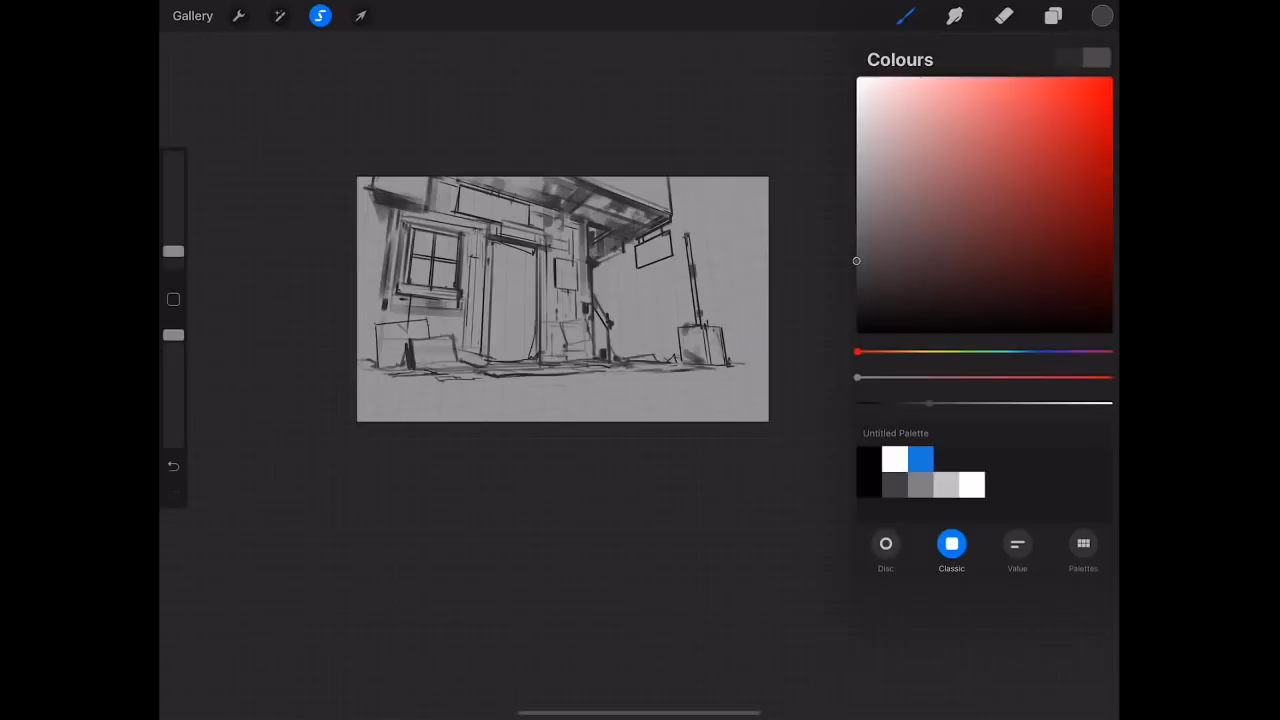 Gallery
Colours
Untitled Palette
Disc
Classic
Value
Palettes